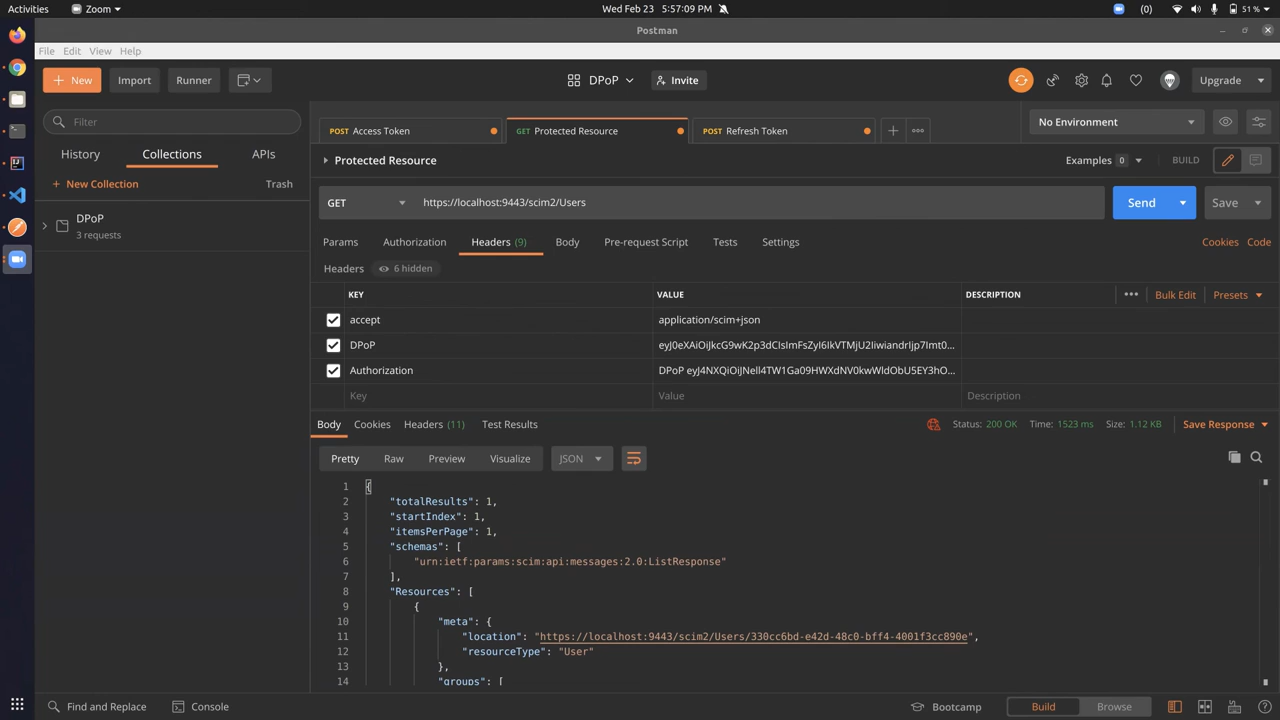 Activities Zoom Wed Feb 23 5:57:09 PM (0) 51 %
Postman
File Edit View Help
New Import Runner DPoP Invite Upgrade
Filter
POST Access Token GET Protected Resource POST Refresh Token No Environment
History Collections APIs
Protected Resource Examples 0 BUILD
New Collection Trash
GET https://localhost:9443/scim2/Users Send Save
DPoP
3 requests
Params Authorization Headers (9) Body Pre-request Script Tests Settings Cookies Code
Headers 6 hidden
KEY VALUE DESCRIPTION Bulk Edit Presets
accept application/scim+json
DPoP
Authorization DPoP
Key Value Description
Body Cookies Headers (11) Test Results Status: 200 OK Time: 1523 ms Size: 1.12 KB Save Response
Pretty Raw Preview Visualize JSON
1 {
2 "totalResults": 1,
3 "startIndex": 1,
4 "itemsPerPage": 1,
5 "schemas": [
6 "urn:ietf:params:scim:api:messages:2.0:ListResponse"
7 ],
8 "Resources": [
9 {
10 "meta": {
11 "location": "https://localhost:9443/scim2/Users/330cc6bd-e42d-48c0-bff4-4001f3cc890e",
12 "resourceType": "User"
13 },
14 "groups": [
Find and Replace Console Bootcamp Build Browse